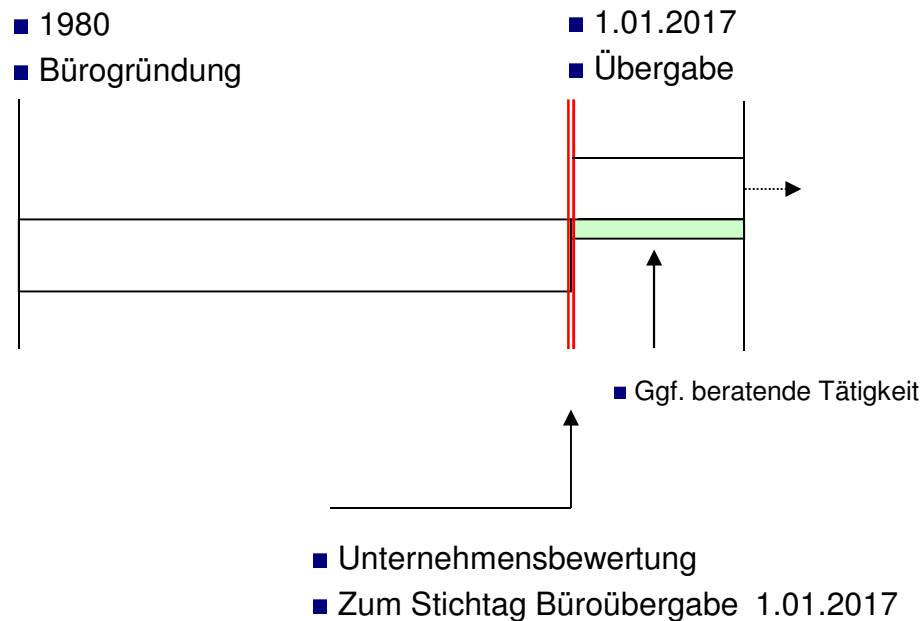 1980
Bürogründung
1.01.2017
Übergabe
Ggf. beratende Tätigkeit
Unternehmensbewertung
Zum Stichtag Büroübergabe 1.01.2017